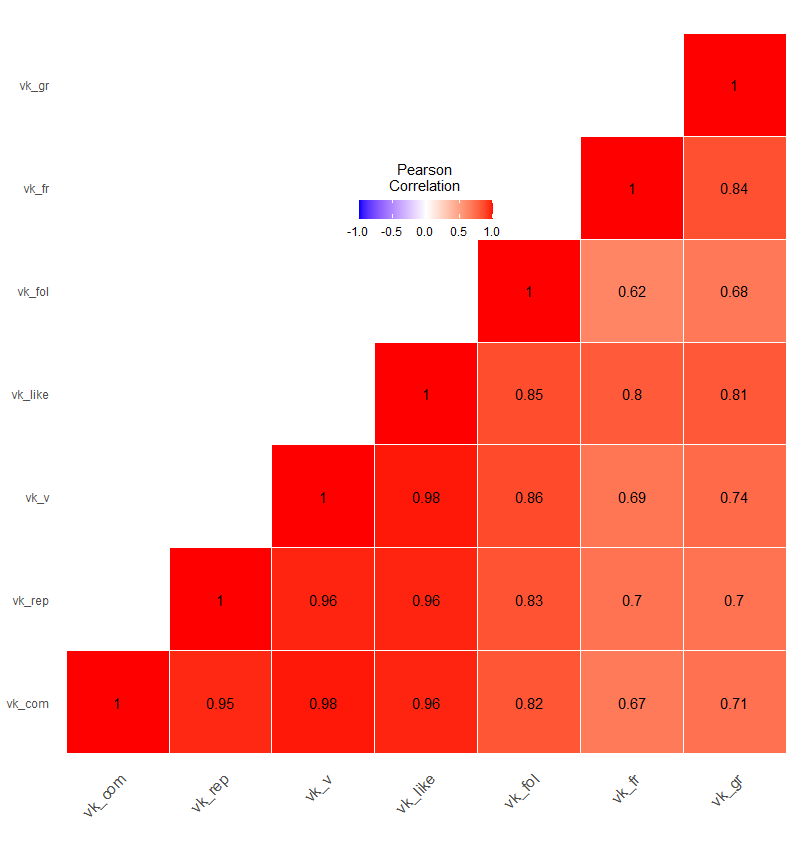 vk_gr
1
vk_fr
1 0.84
Pearson
Correlation
-1.0 -0.5 0.0 0.5 1.0
vk_fol
1 0.62 0.68
vk_like
1 0.85 0.8 0.81
vk_v
1 0.98 0.86 0.69 0.74
vk_rep
1 0.96 0.96 0.83 0.7 0.7
vk_com
1 0.95 0.98 0.96 0.82 0.67 0.71
vk_com vk_rep vk_v vk_like vk_fol vk_fr vk_gr